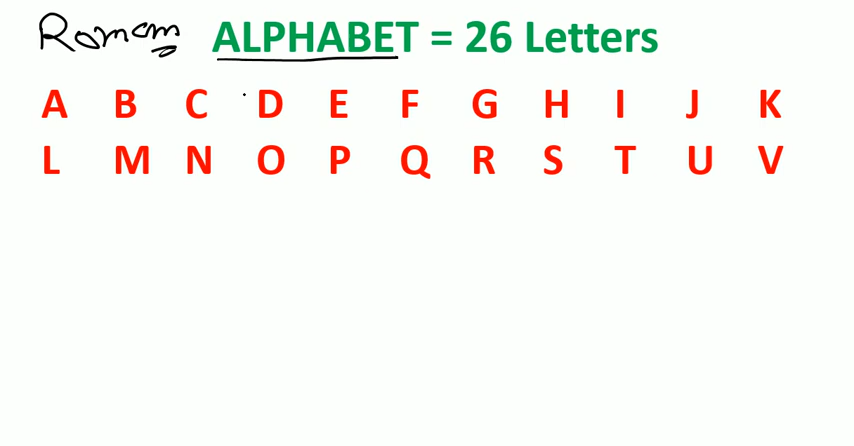 Roman ALPHABET = 26 Letters
A B C D E F G H I J K
L M N O P Q R S T U V